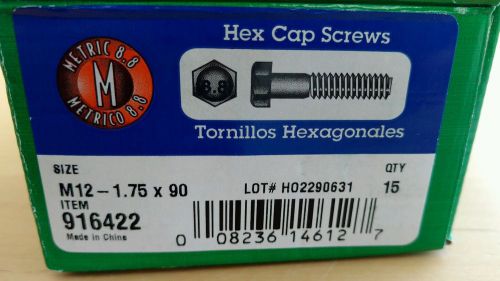 METRIC 8.8
M
METRICO 8.8
Hex Cap Screws
8.8
Tornillos Hexagonales
SIZE
M12-1.75 x 90
LOT# H02290631
QTY
15
ITEM
916422
Made in China
0 08236 14612 7